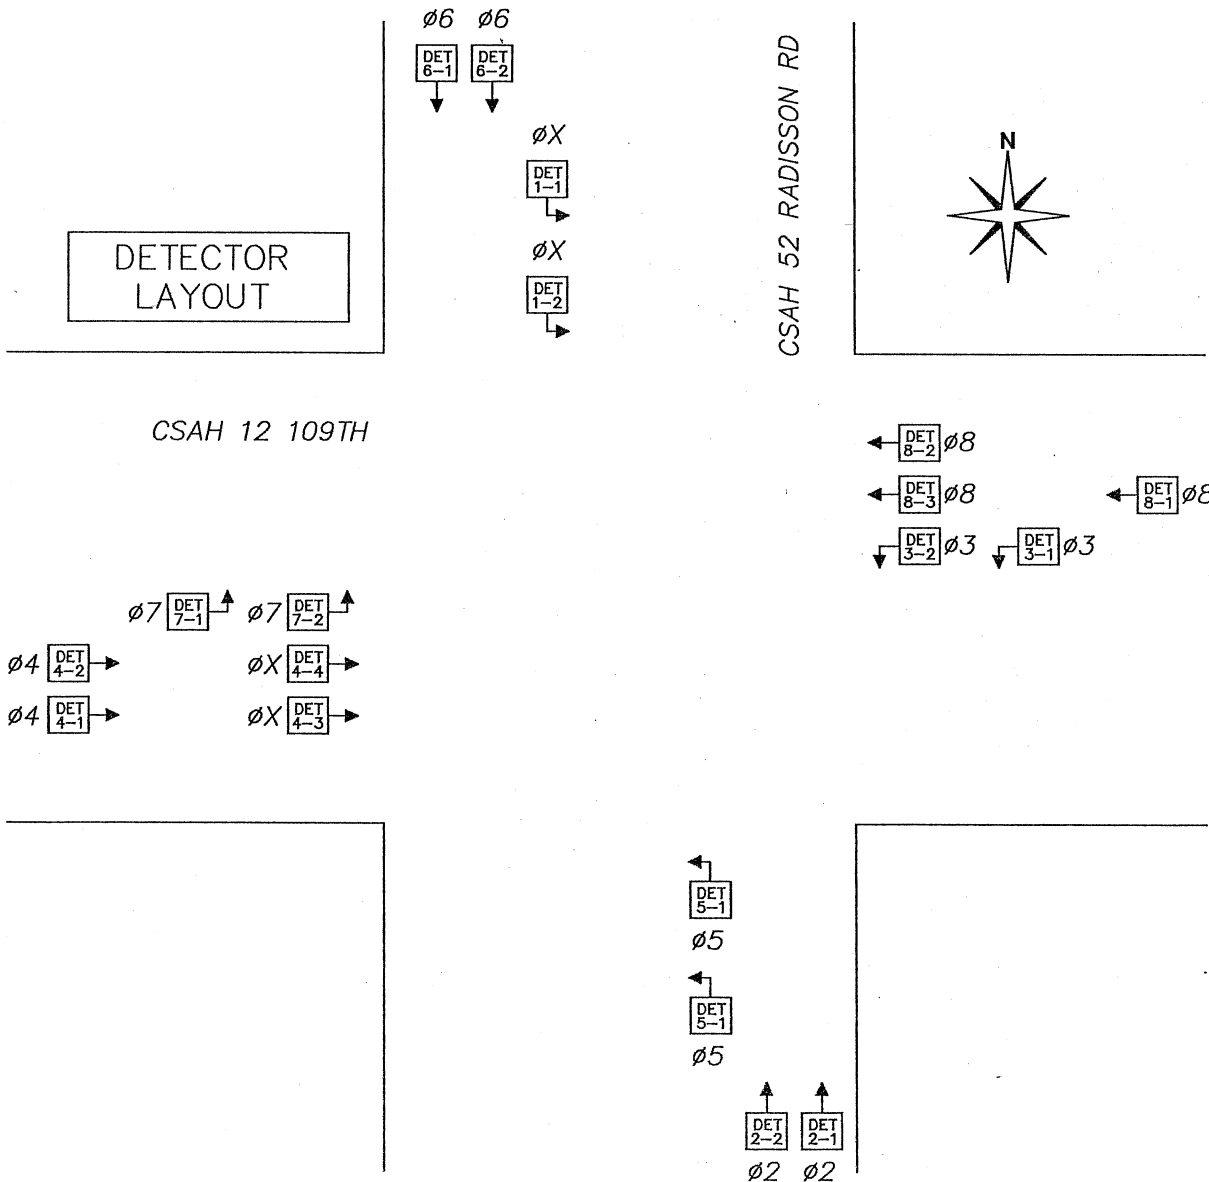 ø6 ø6
DET
6-1
DET
6-2
øX
DET
1-1
øX
DET
1-2
CSAH 52 RADISSON RD
N
DETECTOR
LAYOUT
CSAH 12 109TH
DET
8-2
ø8
DET
8-3
ø8
DET
8-1
ø8
DET
3-2
ø3
DET
3-1
ø3
ø7
DET
7-1
ø7
DET
7-2
ø4
DET
4-2
øX
DET
4-4
ø4
DET
4-1
øX
DET
4-3
DET
5-1
ø5
DET
5-1
ø5
DET
2-2
DET
2-1
ø2 ø2